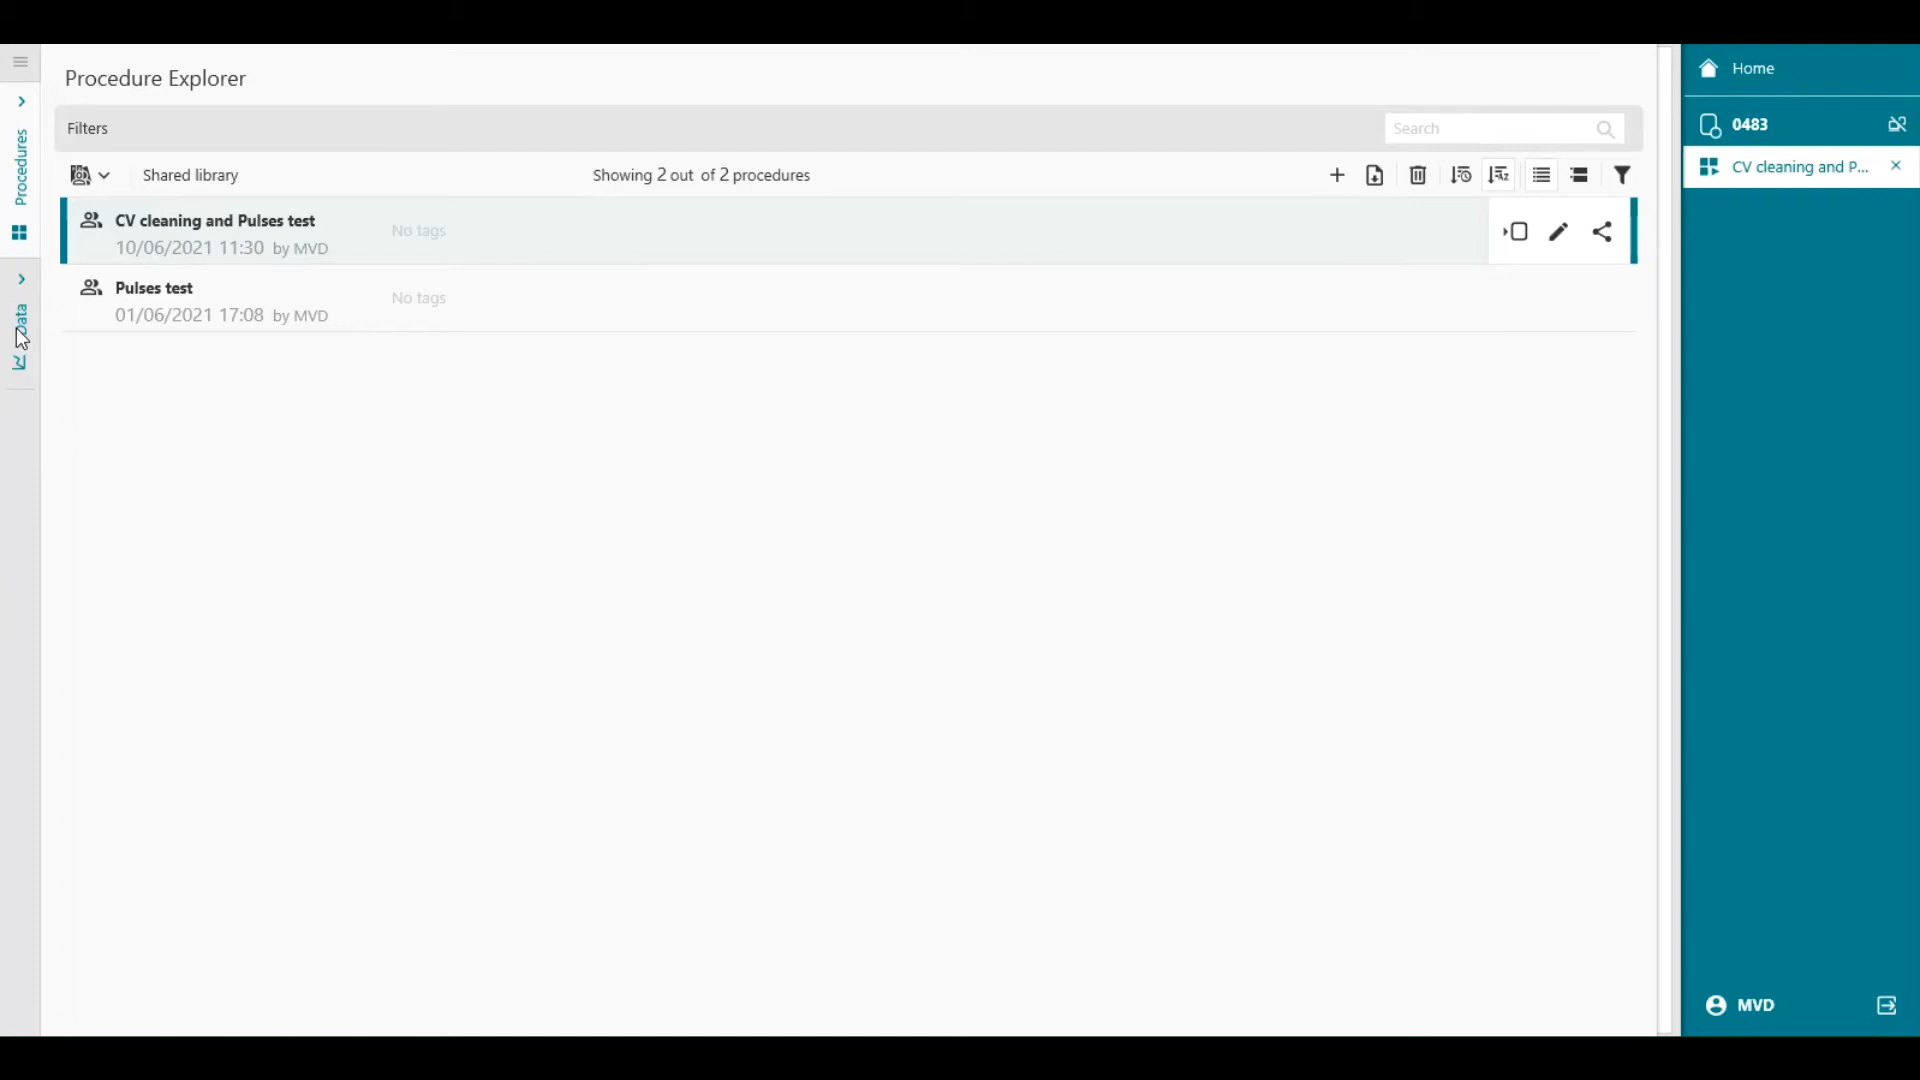 Procedure Explorer
Filters
Search
Shared library
Showing 2 out of 2 procedures
CV cleaning and Pulses test
No tags
10/06/2021 11:30 by MVD
Pulses test
No tags
01/06/2021 17:08 by MVD
Procedures
Data
Home
0483
CV cleaning and P...
MVD